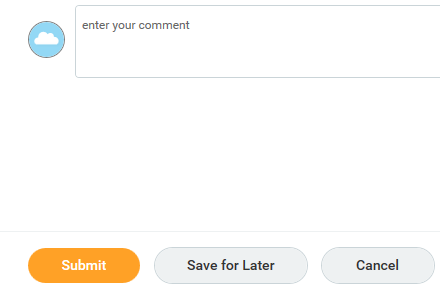 enter your comment
Submit
Save for Later
Cancel